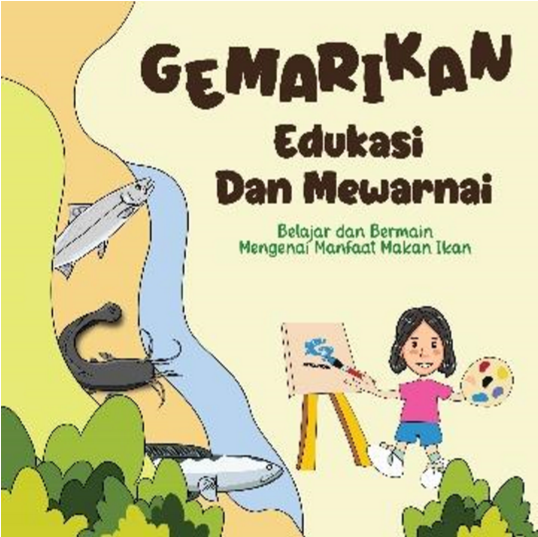 GEMARIKAN
Edukasi
Dan Mewarnai
Belajar dan Bermain
Mengenai Manfaat Makan Ikan